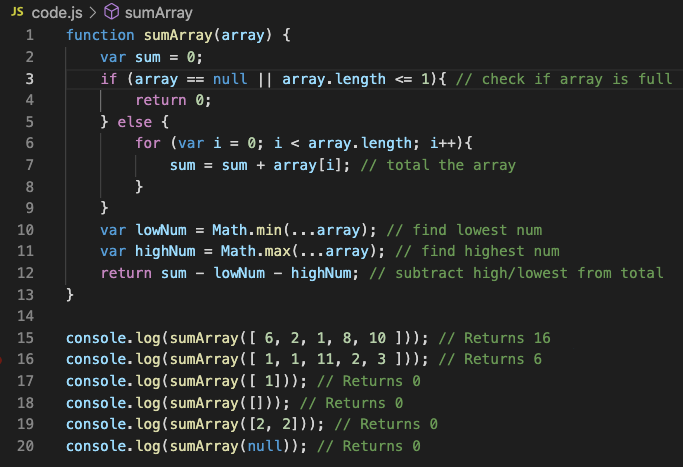 JS code.js > sumArray
1 function sumArray(array) {
2     var sum = 0;
3     if (array == null || array.length <= 1){ // check if array is full
4         return 0;
5     } else {
6         for (var i = 0; i < array.length; i++){
7             sum = sum + array[i]; // total the array
8         }
9     }
10     var lowNum = Math.min(...array); // find lowest num
11     var highNum = Math.max(...array); // find highest num
12     return sum - lowNum - highNum; // subtract high/lowest from total
13 }
14
15 console.log(sumArray([ 6, 2, 1, 8, 10 ])); // Returns 16
16 console.log(sumArray([ 1, 1, 11, 2, 3 ])); // Returns 6
17 console.log(sumArray([ 1])); // Returns 0
18 console.log(sumArray([])); // Returns 0
19 console.log(sumArray([2, 2])); // Returns 0
20 console.log(sumArray(null)); // Returns 0